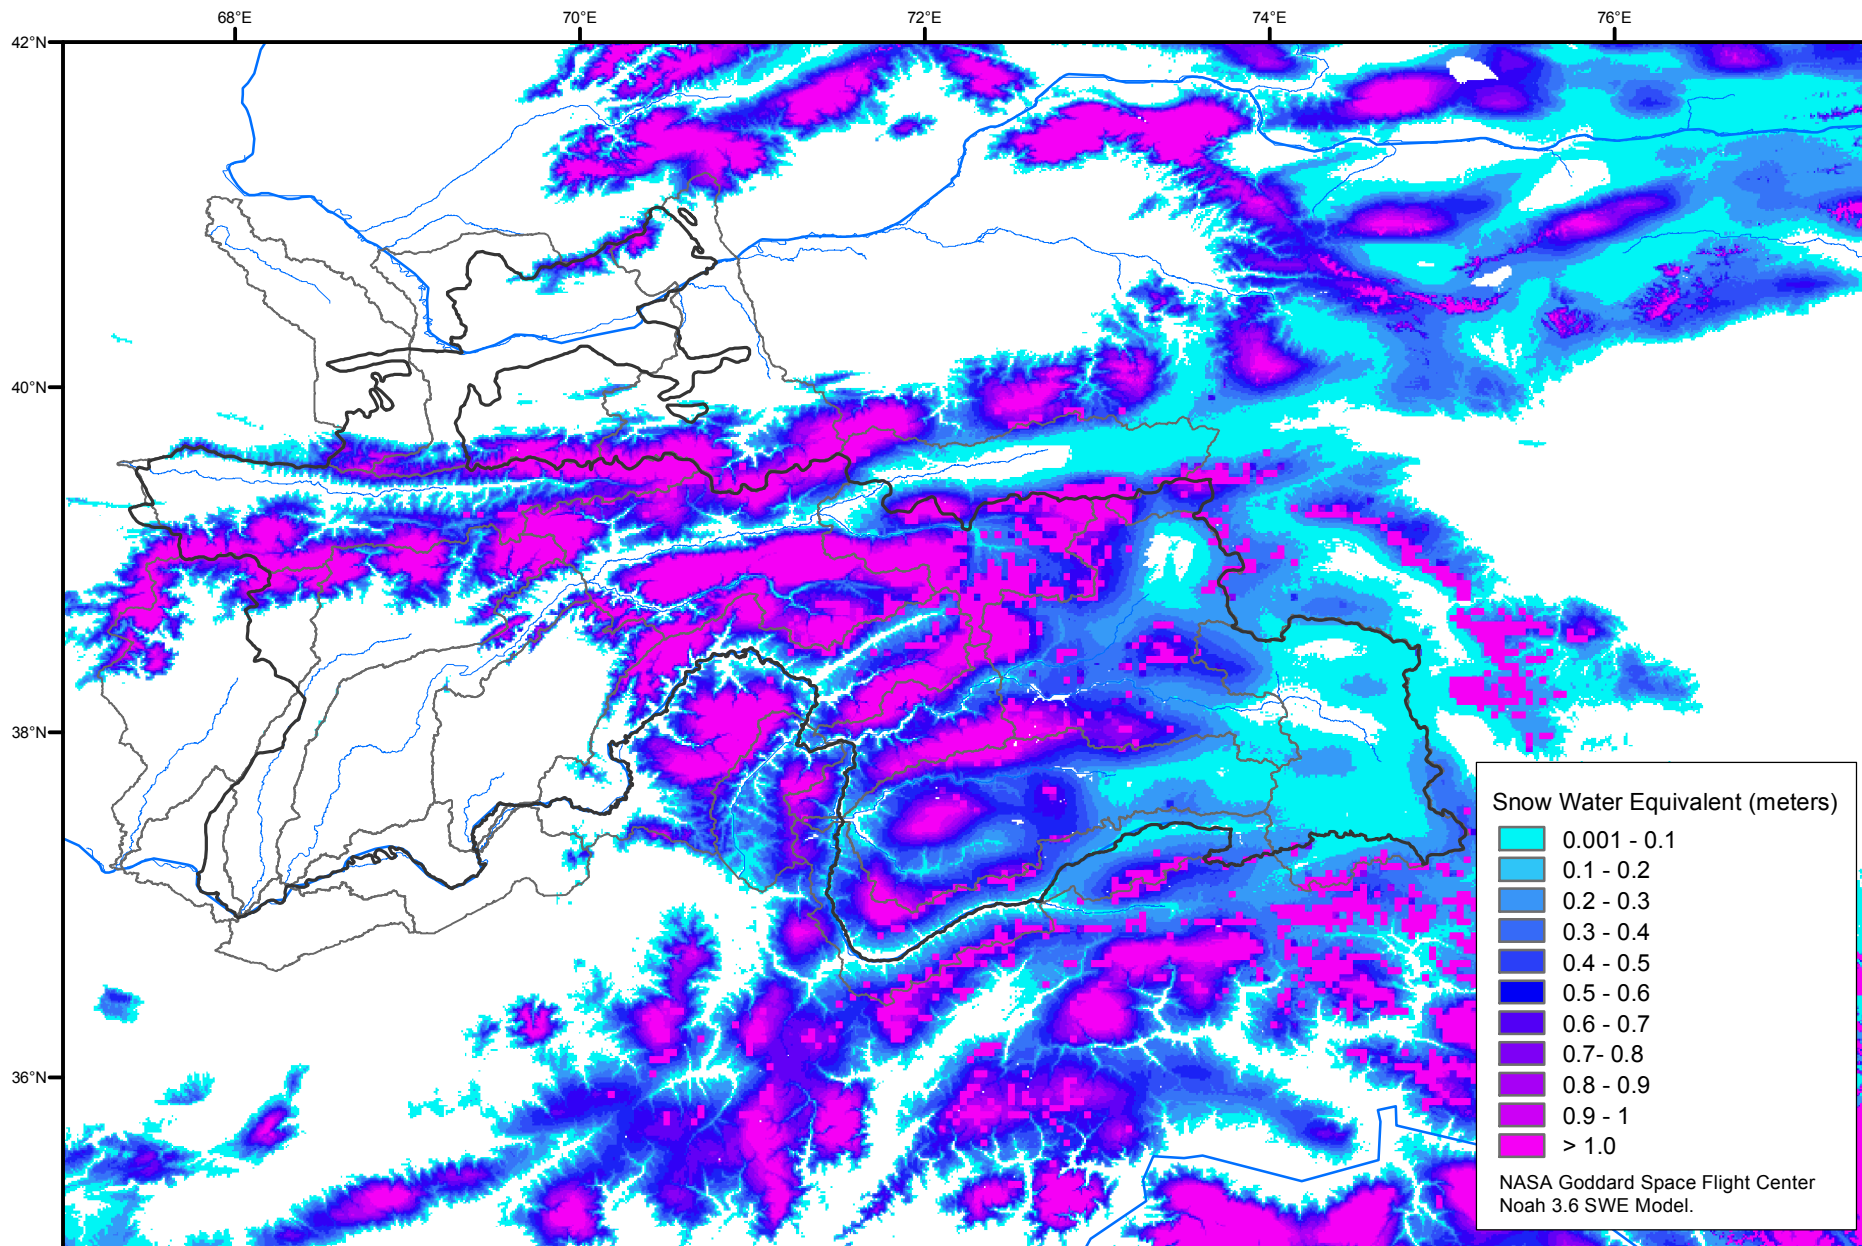 68°E
70°E
72°E
74°E
76°E
42°N
40°N
38°N
36°N
Snow Water Equivalent (meters)
0.001 - 0.1
0.1 - 0.2
0.2 - 0.3
0.3 - 0.4
0.4 - 0.5
0.5 - 0.6
0.6 - 0.7
0.7- 0.8
0.8 - 0.9
0.9 - 1
> 1.0
NASA Goddard Space Flight Center
Noah 3.6 SWE Model.